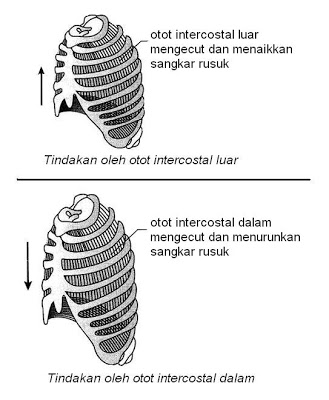 otot intercostal luar
mengecut dan menaikkan
sangkar rusuk
Tindakan oleh otot intercostal luar
otot intercostal dalam
mengecut dan menurunkan
sangkar rusuk
Tindakan oleh otot intercostal dalam